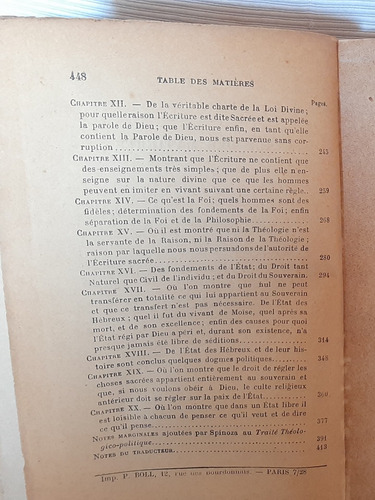 448 TABLE DES MATIÈRES
Pages.
CHAPITRE XII. — De la véritable charte de la Loi Divine;
pour quelle raison l'Écriture est dite Sacrée et est appelée
la parole de Dieu; que l'Écriture enfin, en tant qu'elle
contient la Parole de Dieu, nous est parvenue sans cor-
ruption . . . . . . . . . . 245
CHAPITRE XIII. — Montrant que l'Écriture ne contient que
des enseignements très simples; que de plus elle n'en-
seigne sur la nature divine que ce que les hommes
peuvent en imiter en vivant suivant une certaine règle.. 259
CHAPITRE XIV. — Ce qu'est la Foi; quels hommes sont des
fidèles; détermination des fondements de la Foi; enfin
séparation de la Foi et de la Philosophie . . . . . 268
CHAPITRE XV. — Où il est montré que ni la Théologie n'est
la servante de la Raison, ni la Raison de la Théologie;
raison par laquelle nous nous persuadons de l'autorité de
l'Écriture sacrée. . . . . . . . . . 280
CHAPITRE XVI. — Des fondements de l'État; du Droit tant
Naturel que Civil de l'individu; et du Droit du Souverain. 294
CHAPITRE XVII. — Où l'on montre que nul ne peut
transférer en totalité ce qui lui appartient au Souverain
et que ce transfert n'est pas nécessaire. De l'État des
Hébreux; quel il fut du vivant de Moïse, quel après sa
mort, et de son excellence; enfin des causes pour quoi
l'État régi par Dieu a péri et, durant son existence, n'a
presque jamais été libre de séditions . . . . . 314
CHAPITRE XVIII. — De l'État des Hébreux et de leur his-
toire sont conclus quelques dogmes politiques . . . 348
CHAPITRE XIX. — Où l'on montre que le droit de régler les
choses sacrées appartient entièrement au souverain et
que, si nous voulons obéir à Dieu, le culte religieux
antérieur doit se régler sur la paix de l'État. . . .
CHAPITRE XX. — Où l'on montre que dans un État libre il
est loisible à chacun de penser ce qu'il veut et de dire
ce qu'il pense. . . . . . . . . . 377
NOTES MARGINALES ajoutées par Spinoza au Traité Théolo-
gico-politique. . . . . . . . . . 391
NOTES DU TRADUCTEUR. . . . . . . . 413
Imp. P. BOLL, 12, rue des Bourdonnais. — PARIS 7/28